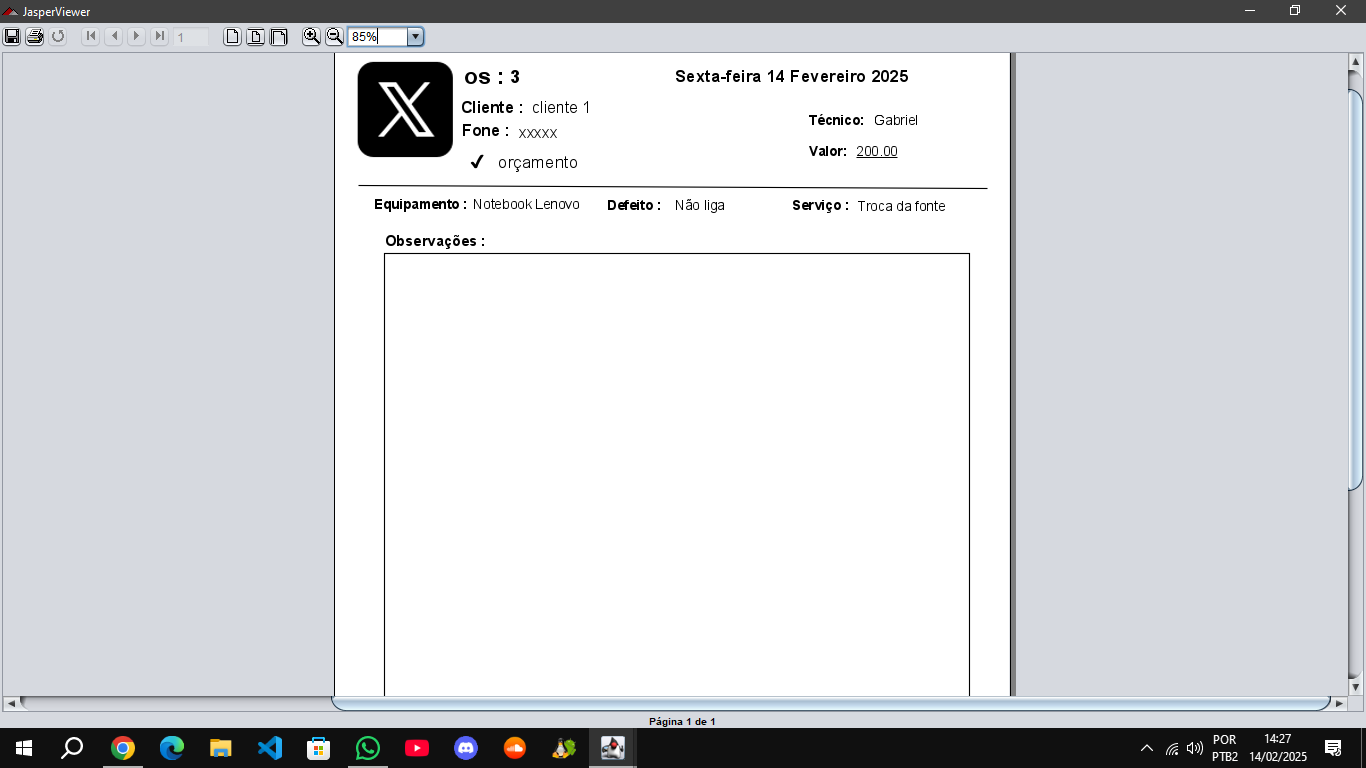 JasperViewer
1
85%
os : 3
Sexta-feira 14 Fevereiro 2025
Cliente : cliente 1
Técnico: Gabriel
Fone : xxxxx
Valor: 200.00
✔ orçamento
Equipamento : Notebook Lenovo Defeito : Não liga Serviço : Troca da fonte
Observações :
Página 1 de 1
POR
PTB2
14:27
14/02/2025